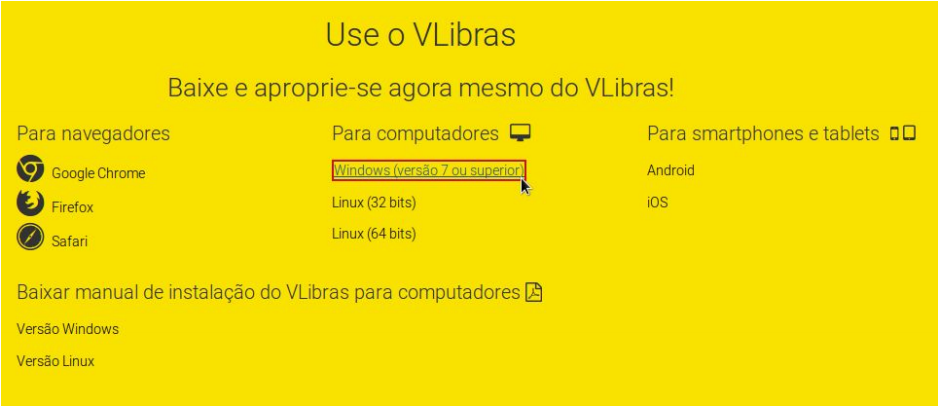 Use o VLibras
Baixe e aproprie-se agora mesmo do VLibras!
Para navegadores
Google Chrome
Firefox
Safari
Para computadores
Windows (versão 7 ou superior)
Linux (32 bits)
Linux (64 bits)
Para smartphones e tablets
Android
iOS
Baixar manual de instalação do VLibras para computadores
Versão Windows
Versão Linux